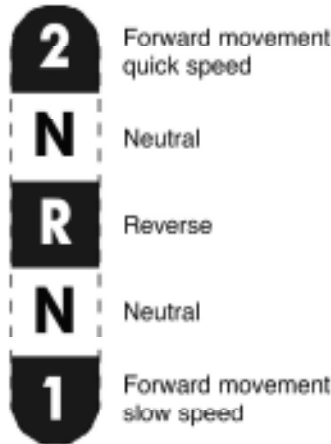 2 Forward movement
quick speed
N Neutral
R Reverse
N Neutral
1 Forward movement
slow speed